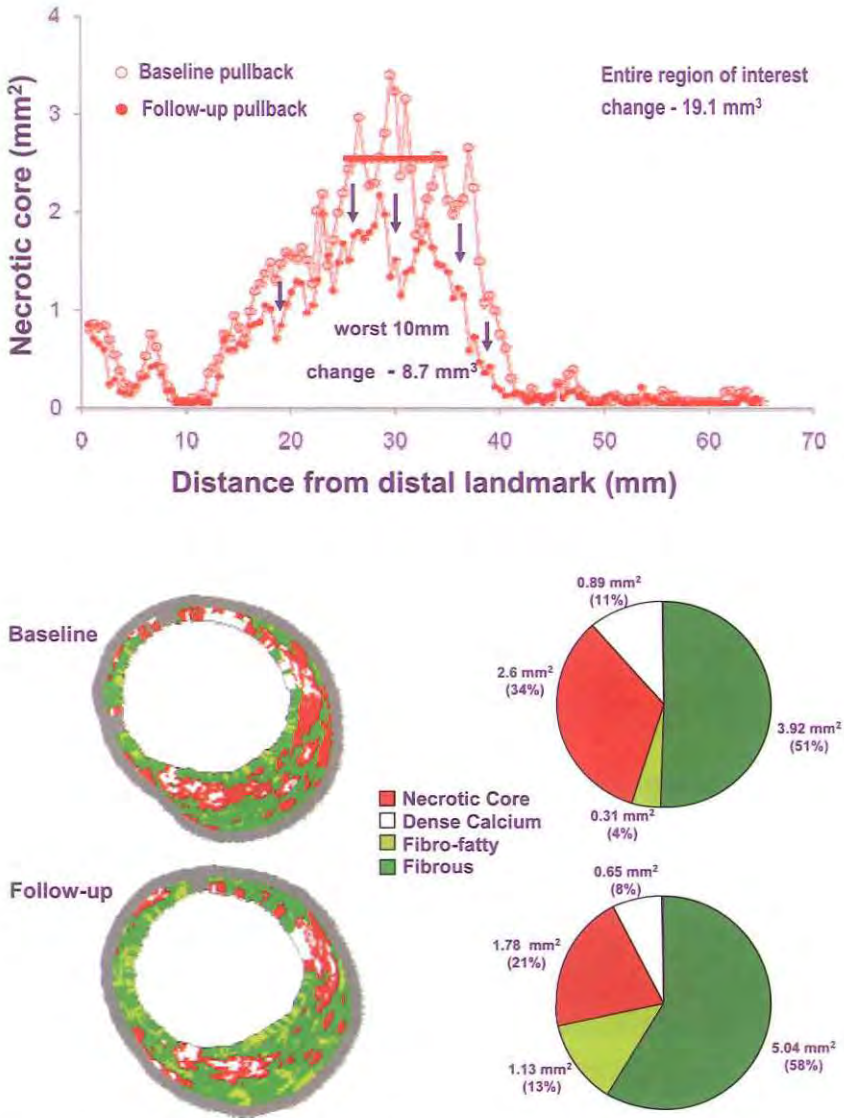 4
3
2
1
0
Necrotic core (mm²)
Baseline pullback
Follow-up pullback
Entire region of interest
change - 19.1 mm³
worst 10mm
change - 8.7 mm³
0 10 20 30 40 50 60 70
Distance from distal landmark (mm)
Baseline
0.89 mm²
(11%)
2.6 mm²
(34%)
3.92 mm²
(51%)
0.31 mm²
(4%)
Necrotic Core
Dense Calcium
Fibro-fatty
Fibrous
Follow-up
0.65 mm²
(8%)
1.78 mm²
(21%)
1.13 mm²
(13%)
5.04 mm²
(58%)